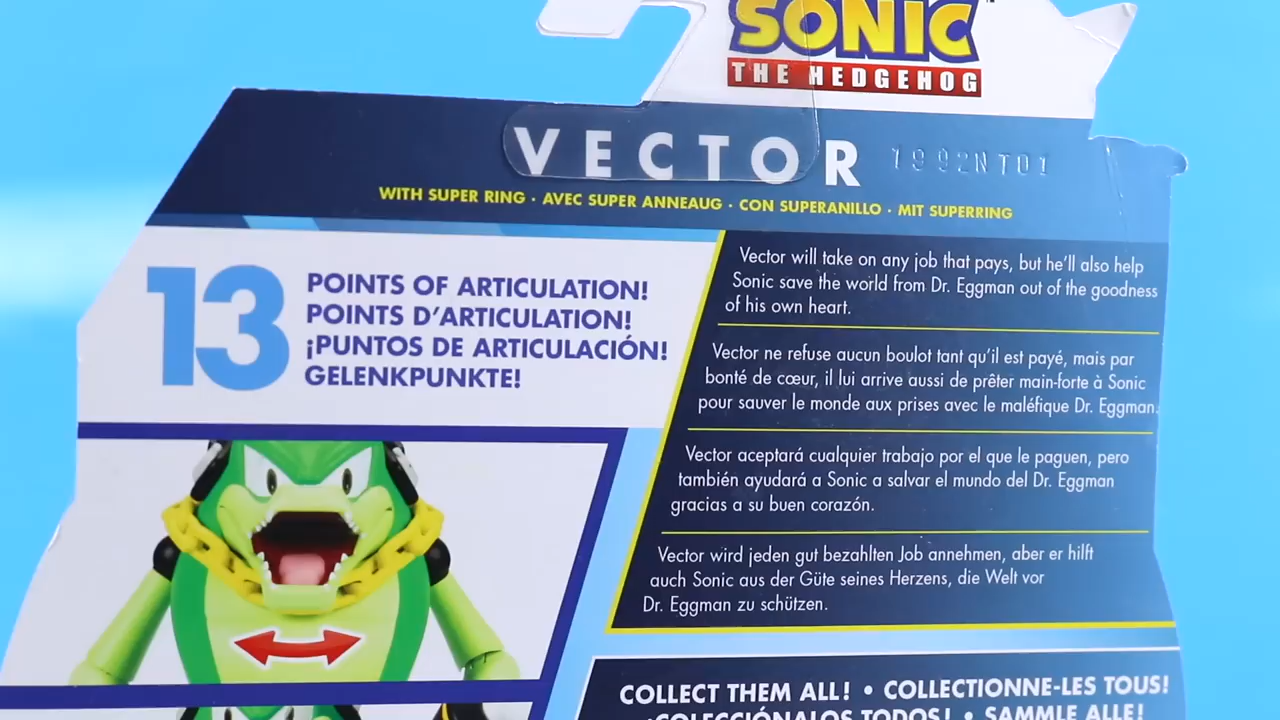 SONIC
THE HEDGEHOG
VECTOR
1992NT01
WITH SUPER RING · AVEC SUPER ANNEAUG · CON SUPERANILLO · MIT SUPERRING
13
POINTS OF ARTICULATION!
POINTS D'ARTICULATION!
¡PUNTOS DE ARTICULACIÓN!
GELENKPUNKTE!
Vector will take on any job that pays, but he'll also help
Sonic save the world from Dr. Eggman out of the goodness
of his own heart.
Vector ne refuse aucun boulot tant qu'il est payé, mais par
bonté de cœur, il lui arrive aussi de prêter main-forte à Sonic
pour sauver le monde aux prises avec le maléfique Dr. Eggman.
Vector aceptará cualquier trabajo por el que le paguen, pero
también ayudará a Sonic a salvar el mundo del Dr. Eggman
gracias a su buen corazón.
Vector wird jeden gut bezahlten Job annehmen, aber er hilft
auch Sonic aus der Güte seines Herzens, die Welt vor
Dr. Eggman zu schützen.
COLLECT THEM ALL! • COLLECTIONNE-LES TOUS!
¡COLECCIÓNALOS TODOS! • SAMMLE ALLE!